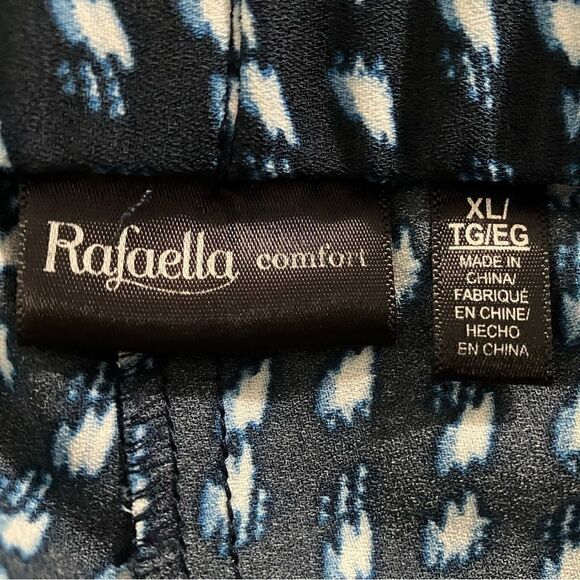 Rafaella comfort
XL/
TG/EG
MADE IN
CHINA/
FABRIQUÉ
EN CHINE/
HECHO
EN CHINA